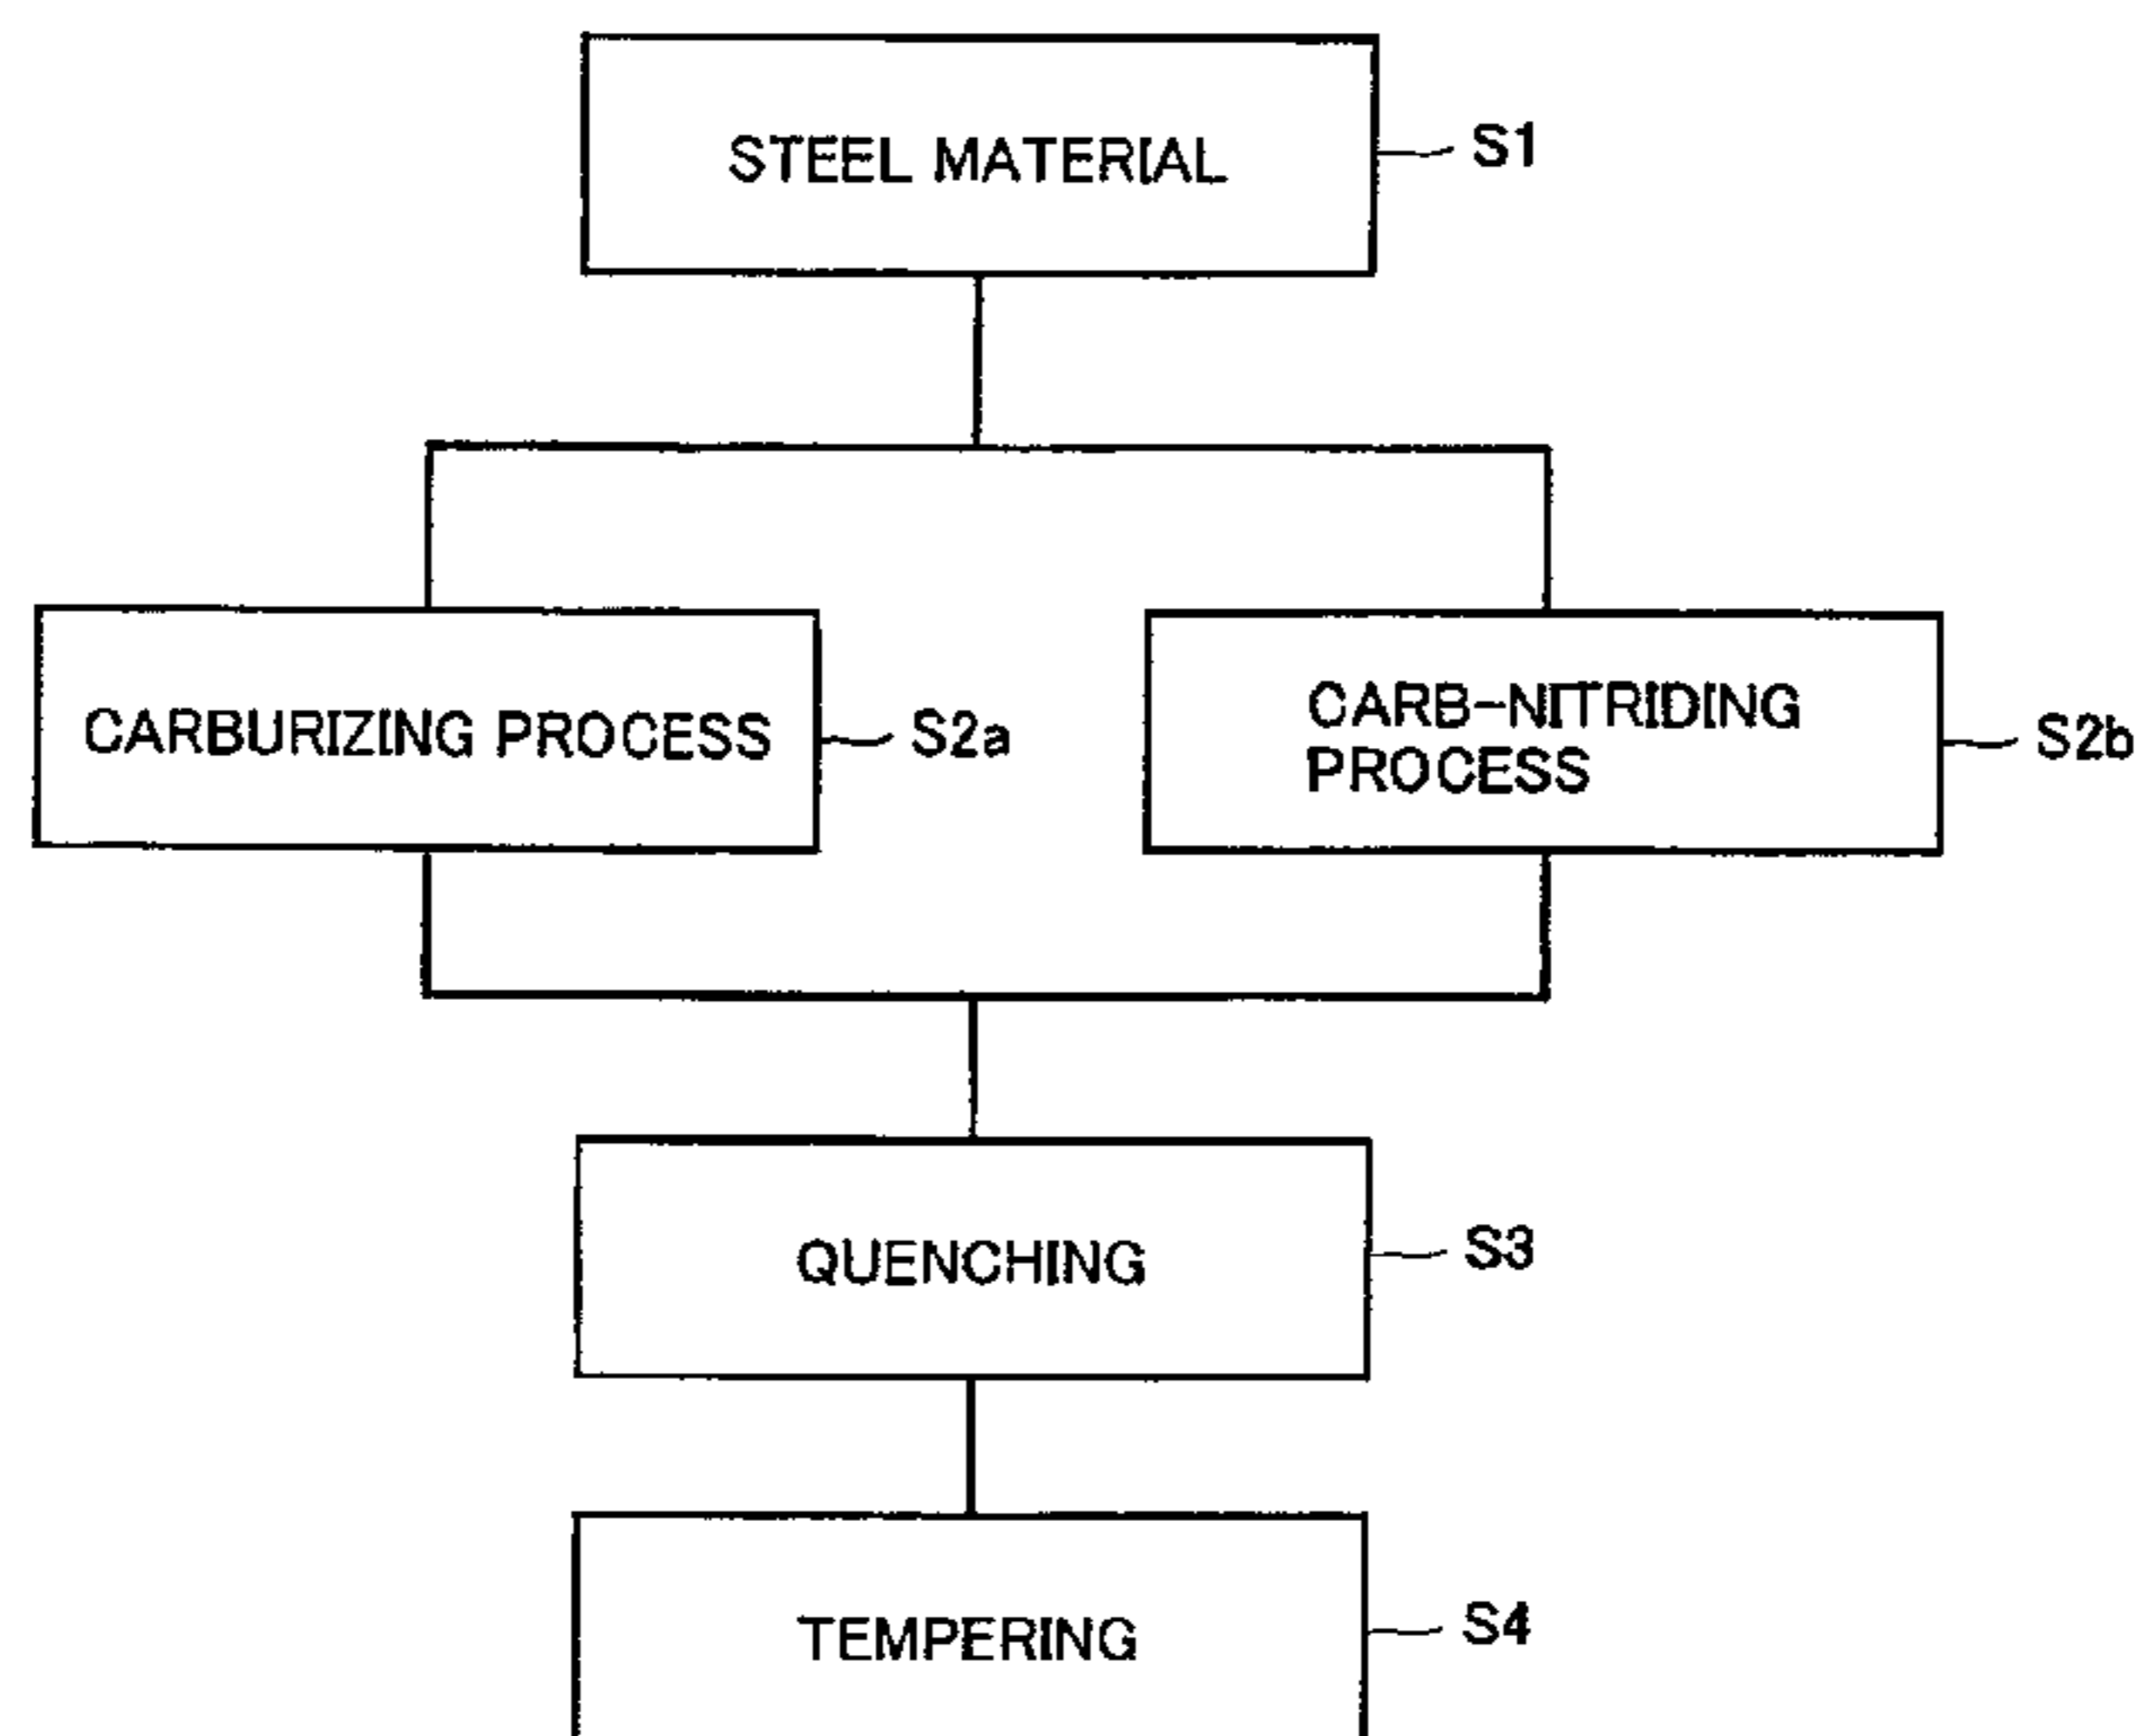 STEEL MATERIAL
S1
CARBURIZING PROCESS
S2a
CARB-NITRIDING
PROCESS
S2b
QUENCHING
S3
TEMPERING
S4